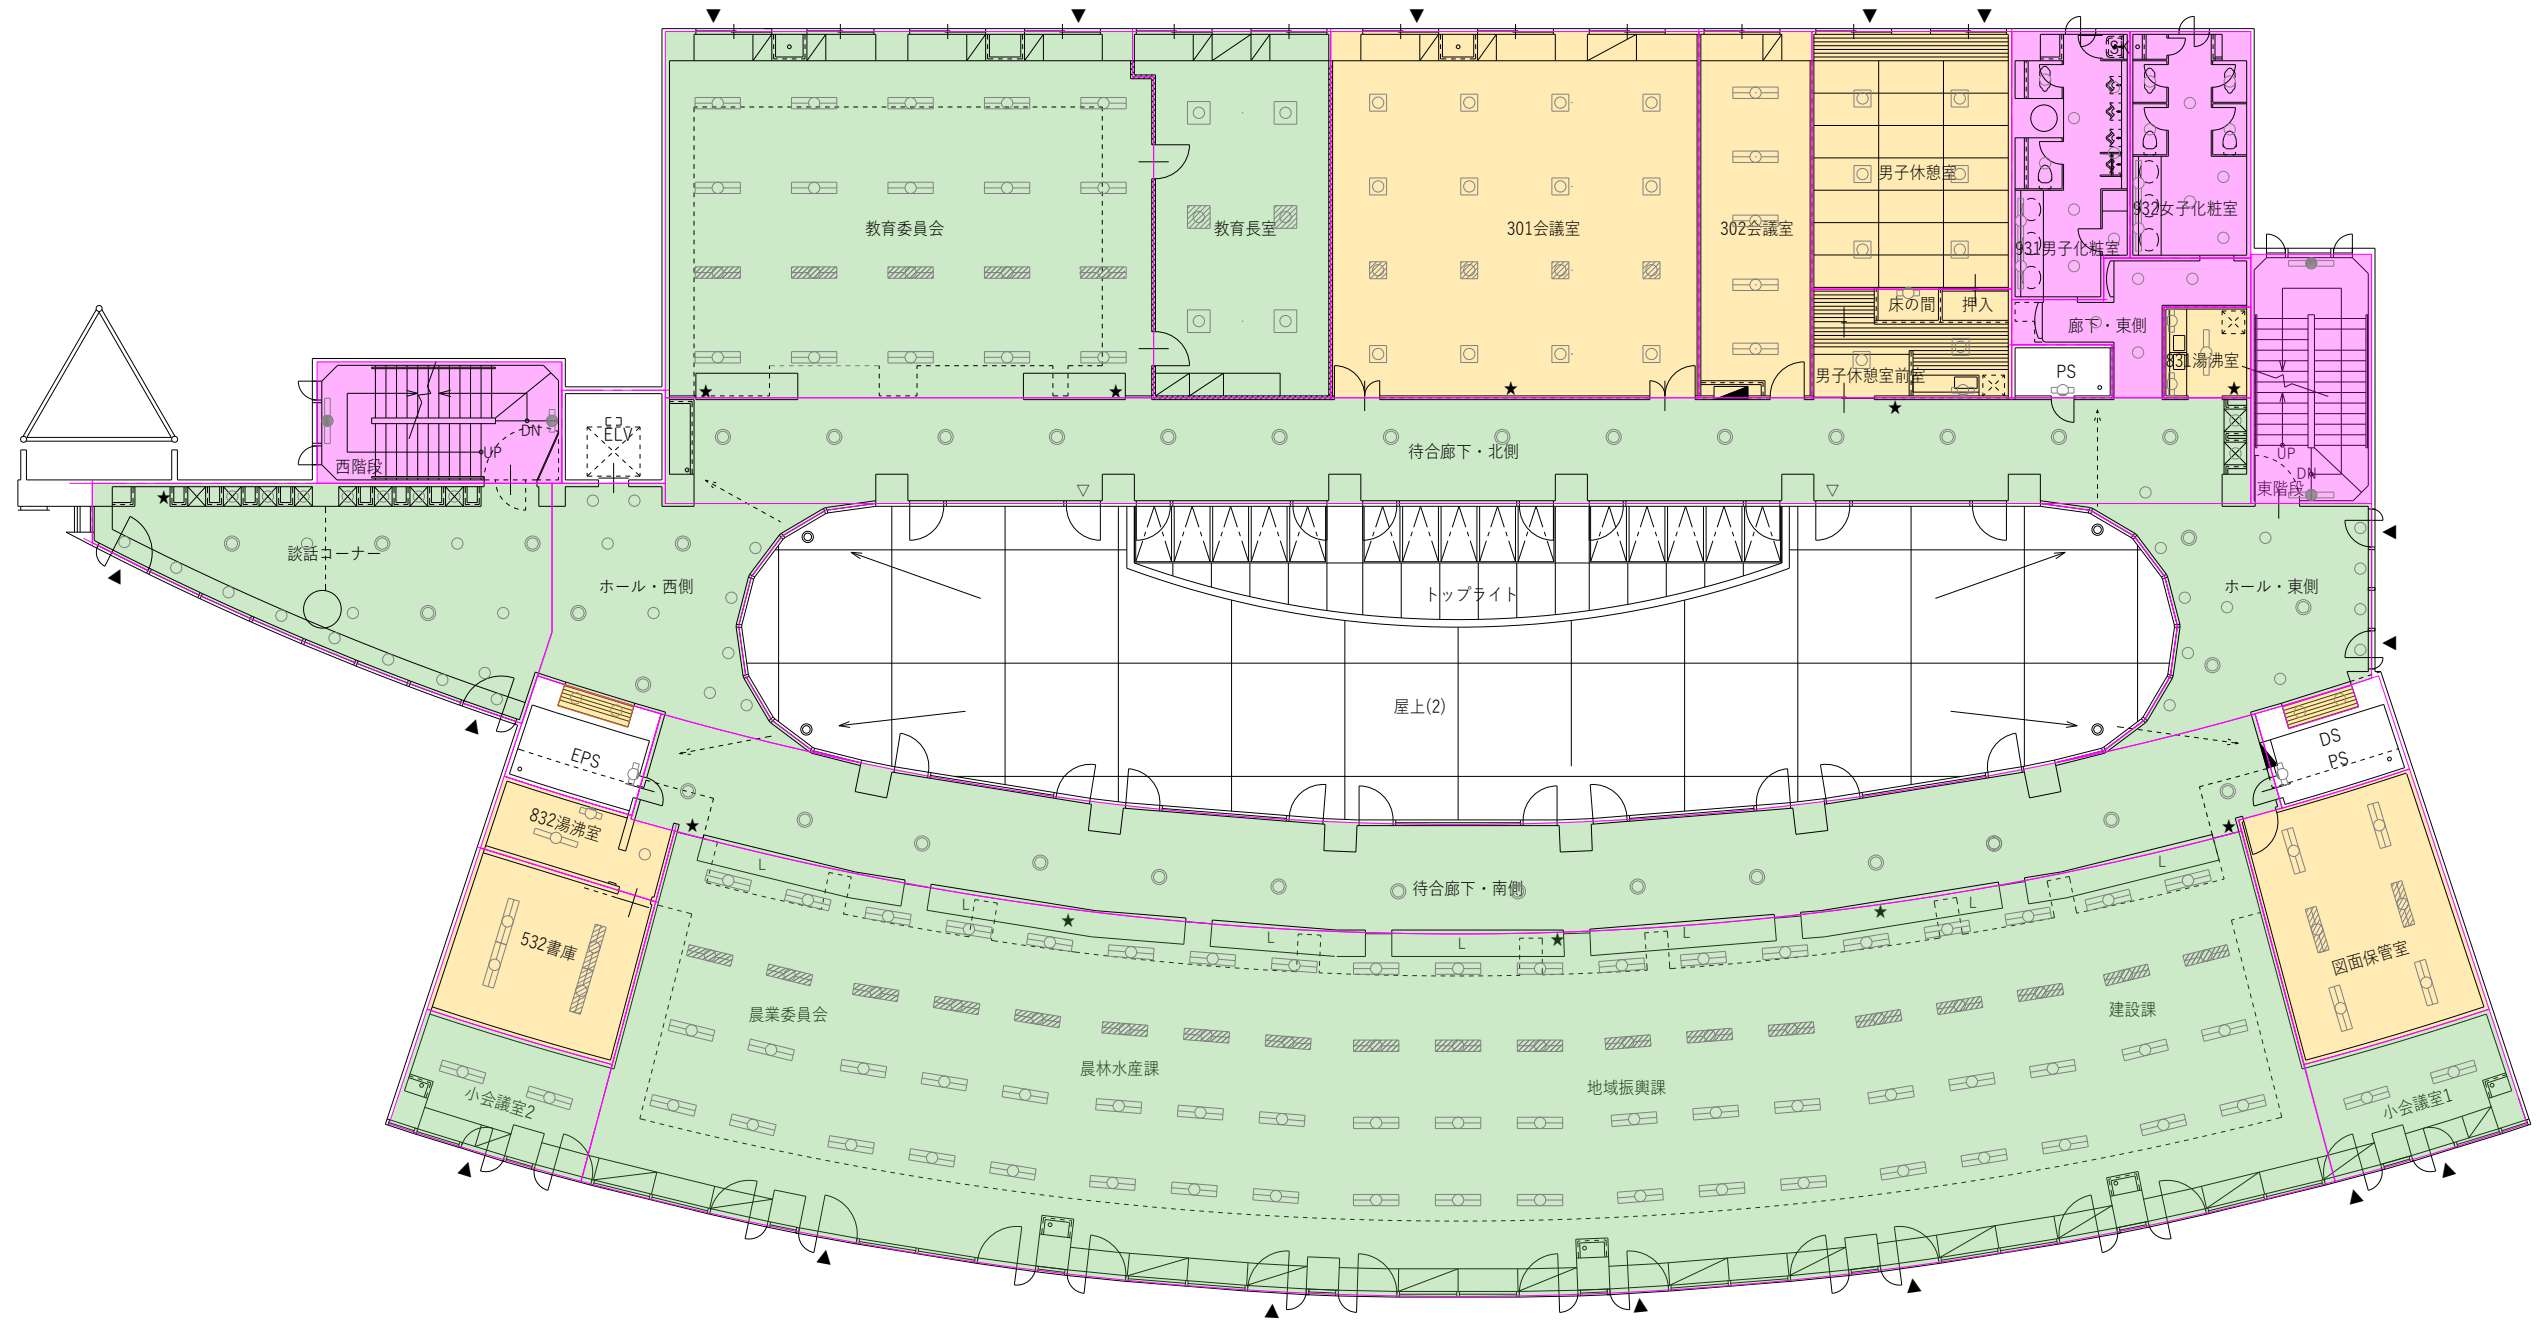 教育委員会
教育長室
301会議室
302会議室
男子休憩室
床の間
押入
男子休憩室前室
931男子化粧室
932女子化粧室
廊下・東側
831湯沸室
PS
西階段
UP
DN
ELV
待合廊下・北側
UP
DN
東階段
談話コーナー
ホール・西側
トップライト
ホール・東側
屋上(2)
EPS
DS
PS
832湯沸室
待合廊下・南側
L
L
L
L
L
L
L
532書庫
図面保管室
農業委員会
農林水産課
地域振興課
建設課
小会議室2
小会議室1